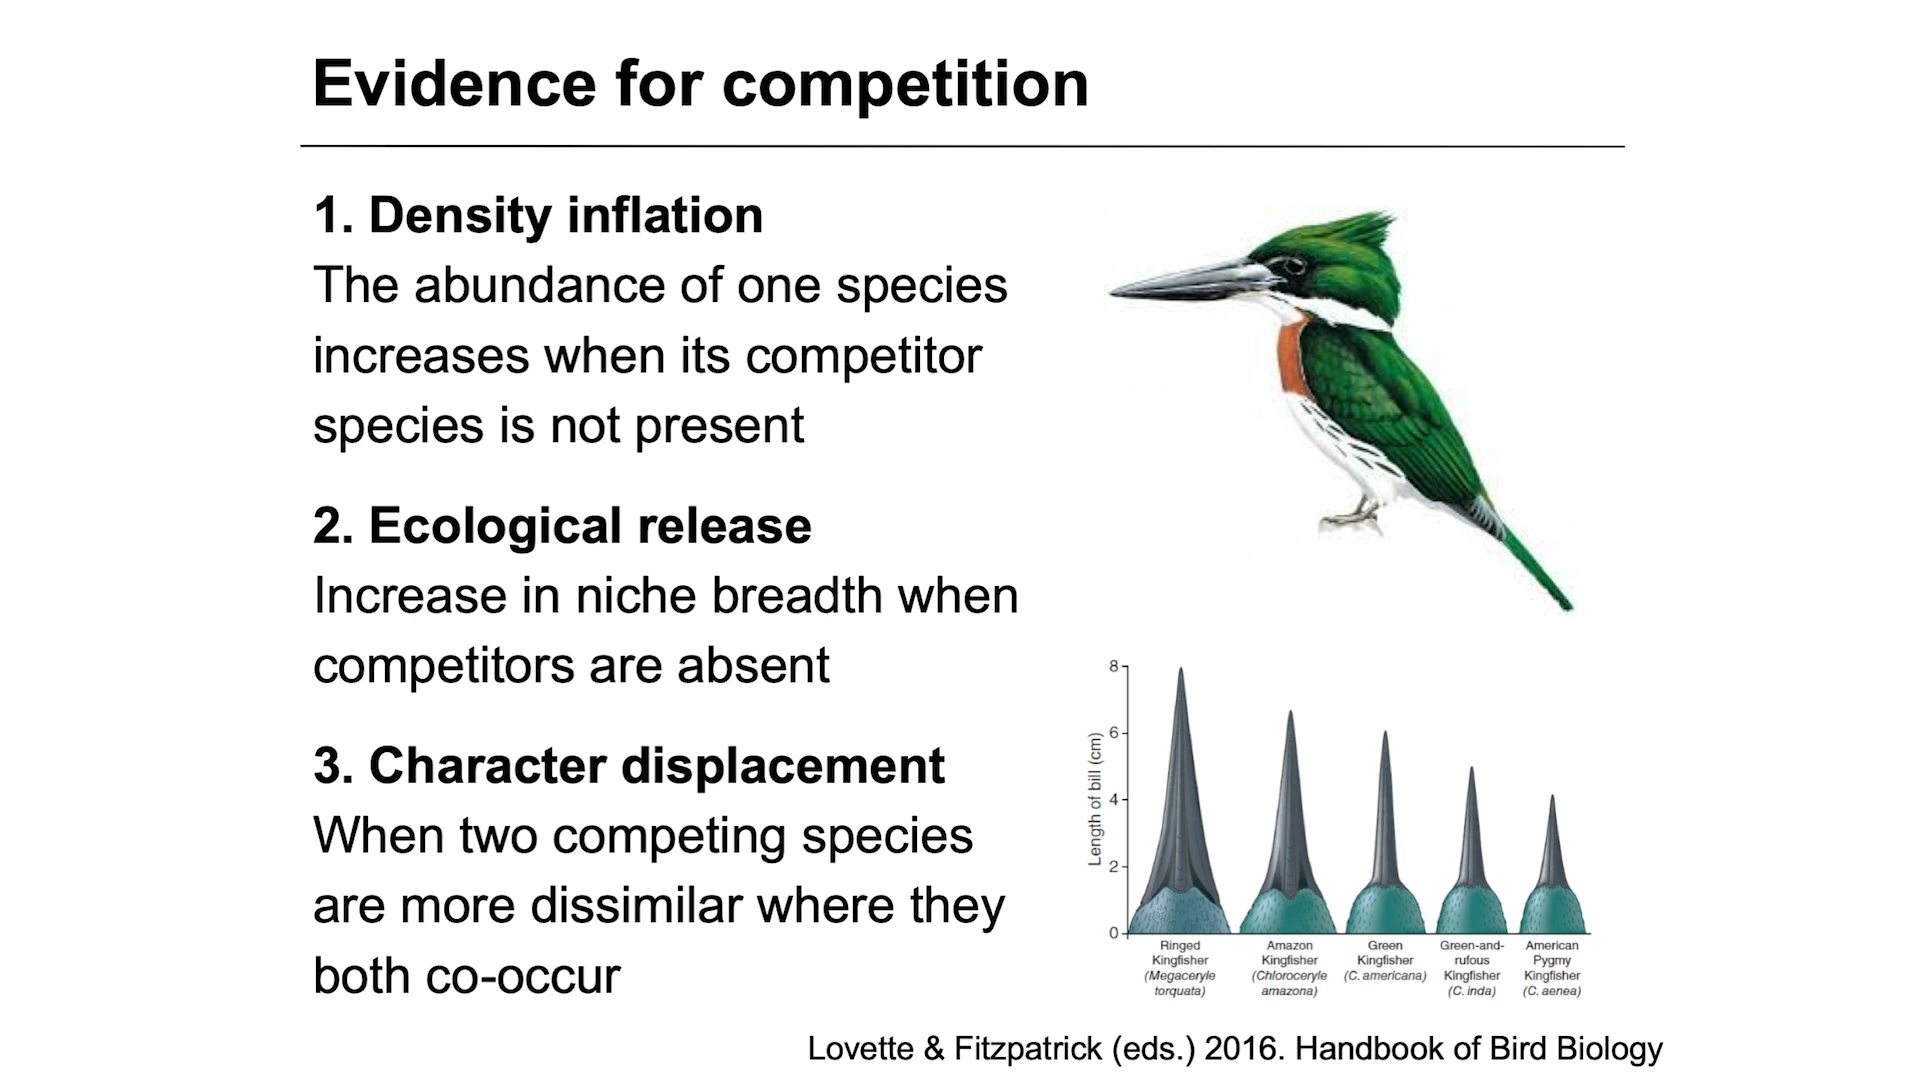 Evidence for competition
1. Density inflation
The abundance of one species
increases when its competitor
species is not present
2. Ecological release
Increase in niche breadth when
competitors are absent
3. Character displacement
When two competing species
are more dissimilar where they
both co-occur
Length of bill (cm)
8
6
4
2
0
Ringed
Kingfisher
(Megaceryle
torquata)
Amazon
Kingfisher
(Chloroceryle
amazona)
Green
Kingfisher
(C. americana)
Green-and-
rufous
Kingfisher
(C. inda)
American
Pygmy
Kingfisher
(C. aenea)
Lovette & Fitzpatrick (eds.) 2016. Handbook of Bird Biology